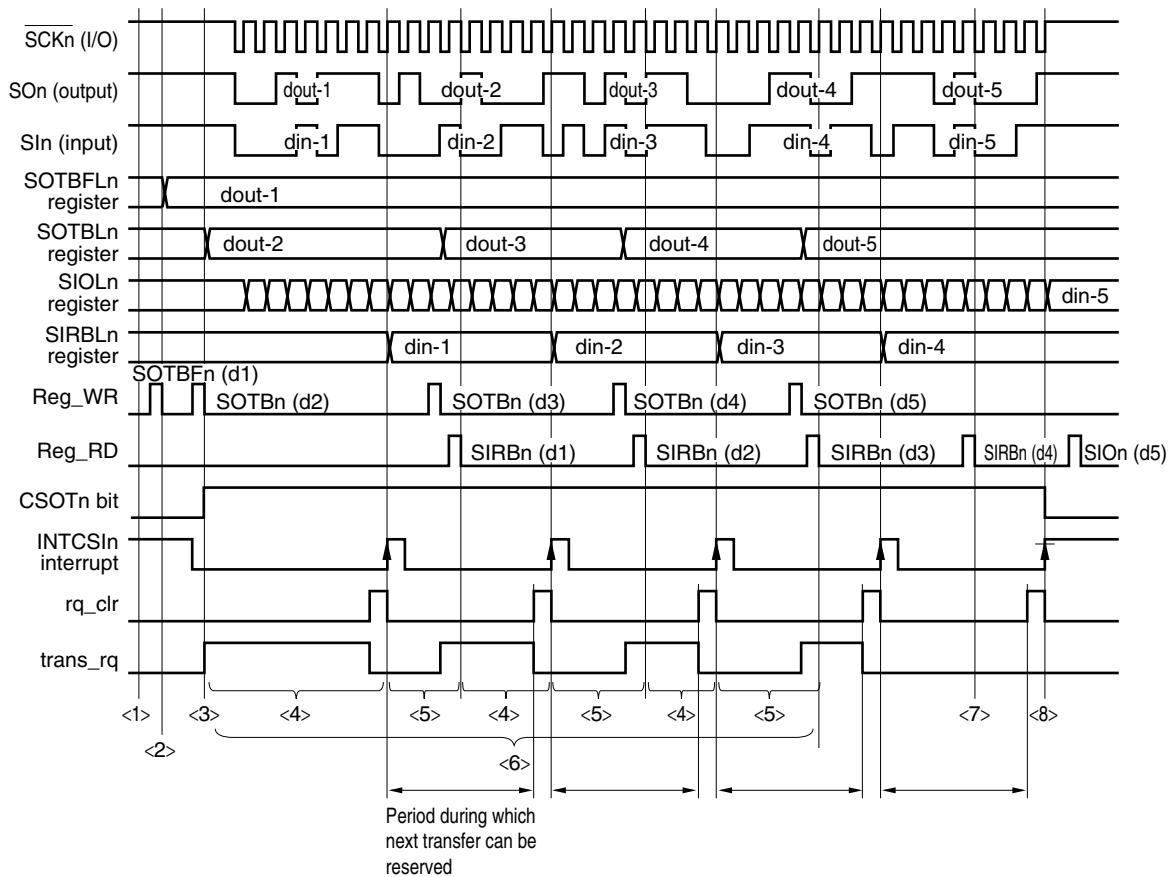 SCKn (I/O)
SOn (output)
dout-1 dout-2 dout-3 dout-4 dout-5
SIn (input)
din-1 din-2 din-3 din-4 din-5
SOTBFLn
register
dout-1
SOTBLn
register
dout-2 dout-3 dout-4 dout-5
SIOLn
register
din-5
SIRBLn
register
din-1 din-2 din-3 din-4
SOTBFn (d1)
Reg_WR
SOTBn (d2) SOTBn (d3) SOTBn (d4) SOTBn (d5)
Reg_RD
SIRBn (d1) SIRBn (d2) SIRBn (d3) SIRBn (d4) SIOn (d5)
CSOTn bit
INTCSIn
interrupt
rq_clr
trans_rq
<1> <3> <4> <5> <4> <5> <4> <5> <7> <8>
<2>
<6>
Period during which
next transfer can be
reserved